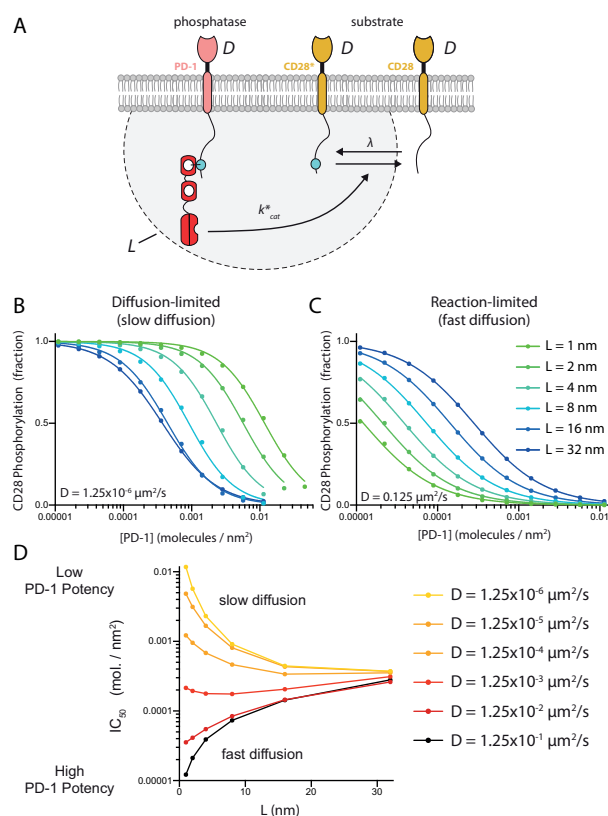 A
phosphatase
substrate
D
D
D
PD-1
CD28*
CD28
λ
k*cat
L
B
Diffusion-limited
(slow diffusion)
CD28 Phosphorylation (fraction)
1.0
0.5
0.0
D = 1.25x10⁻⁶ µm²/s
0.00001
0.0001
0.001
0.01
[PD-1] (molecules / nm²)
C
Reaction-limited
(fast diffusion)
CD28 Phosphorylation (fraction)
1.0
0.5
0.0
L = 1 nm
L = 2 nm
L = 4 nm
L = 8 nm
L = 16 nm
L = 32 nm
D = 0.125 µm²/s
0.00001
0.0001
0.001
0.01
[PD-1] (molecules / nm²)
D
Low
PD-1 Potency
High
PD-1 Potency
IC₅₀ (mol. / nm²)
0.01
0.001
0.0001
0.00001
slow diffusion
fast diffusion
0
10
20
30
L (nm)
D = 1.25x10⁻⁶ µm²/s
D = 1.25x10⁻⁵ µm²/s
D = 1.25x10⁻⁴ µm²/s
D = 1.25x10⁻³ µm²/s
D = 1.25x10⁻² µm²/s
D = 1.25x10⁻¹ µm²/s